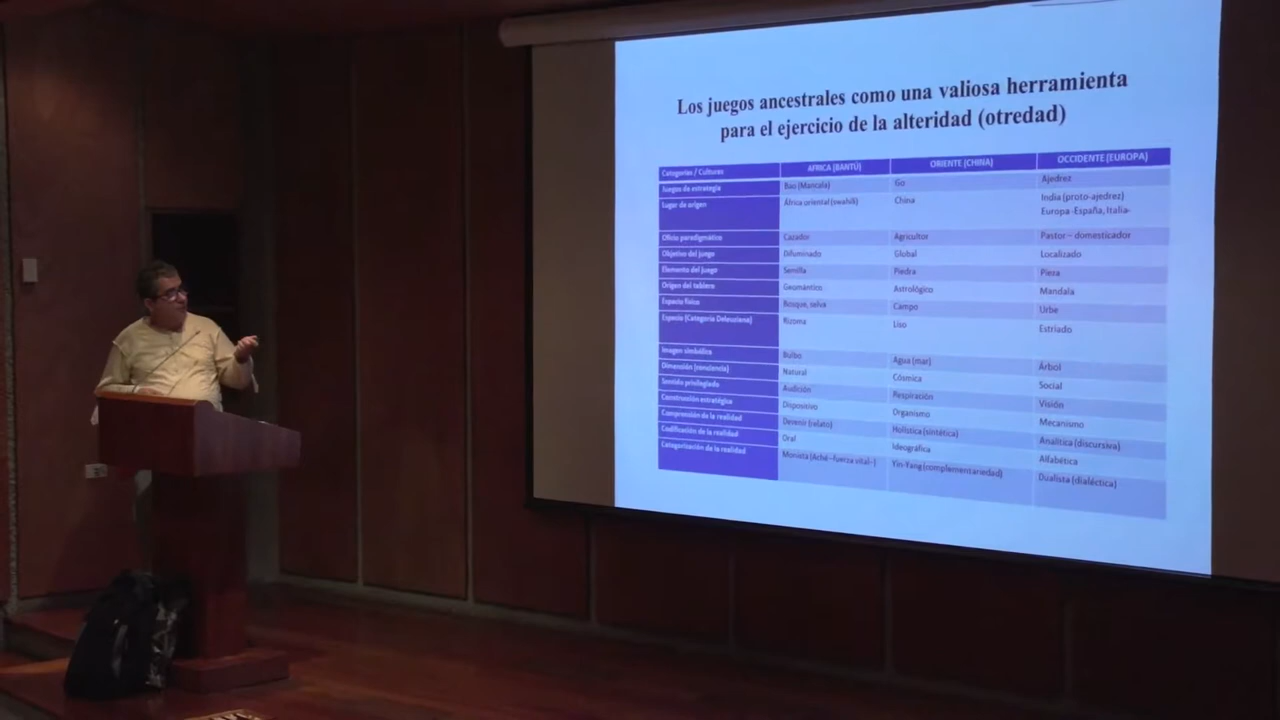 Los juegos ancestrales como una valiosa herramienta
para el ejercicio de la alteridad (otredad)
Categorías / Culturas AFRICA (BANTÚ) ORIENTE (CHINA) OCCIDENTE (EUROPA)
Juegos de estrategia Bao (Mancala) Go Ajedrez
Lugar de origen África oriental (swahili) China India (proto-ajedrez)
Europa -España, Italia-
Oficio paradigmático Cazador Agricultor Pastor – domesticador
Objetivo del juego Difuminado Global Localizado
Elemento del juego Semilla Piedra Pieza
Origen del tablero Geomántico Astrológico Mandala
Espacio físico Bosque, selva Campo Urbe
Espacio (Categoría Deleuziana) Rizoma Liso Estriado
Imagen simbólica Bulbo Agua (mar) Árbol
Dimensión (consciencia) Natural Cósmica Social
Sentido privilegiado Audición Respiración Visión
Construcción estratégica Dispositivo Organismo Mecanismo
Comprensión de la realidad Devenir (relato) Holística (sintética) Analítica (discursiva)
Codificación de la realidad Oral Ideográfica Alfabética
Categorización de la realidad Monista (Aché –fuerza vital-) Yin-Yang (complementariedad) Dualista (dialéctica)